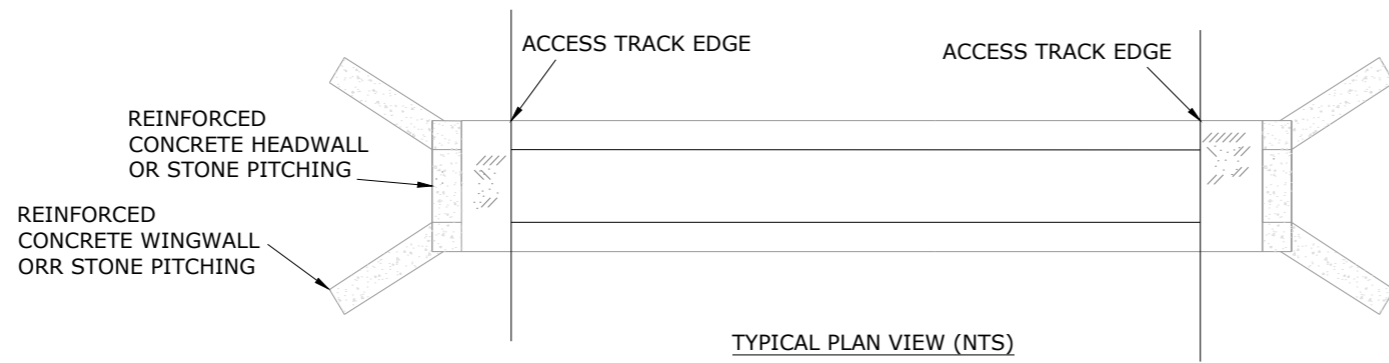 ACCESS TRACK EDGE
ACCESS TRACK EDGE
REINFORCED
CONCRETE HEADWALL
OR STONE PITCHING
REINFORCED
CONCRETE WINGWALL
ORR STONE PITCHING
TYPICAL PLAN VIEW (NTS)